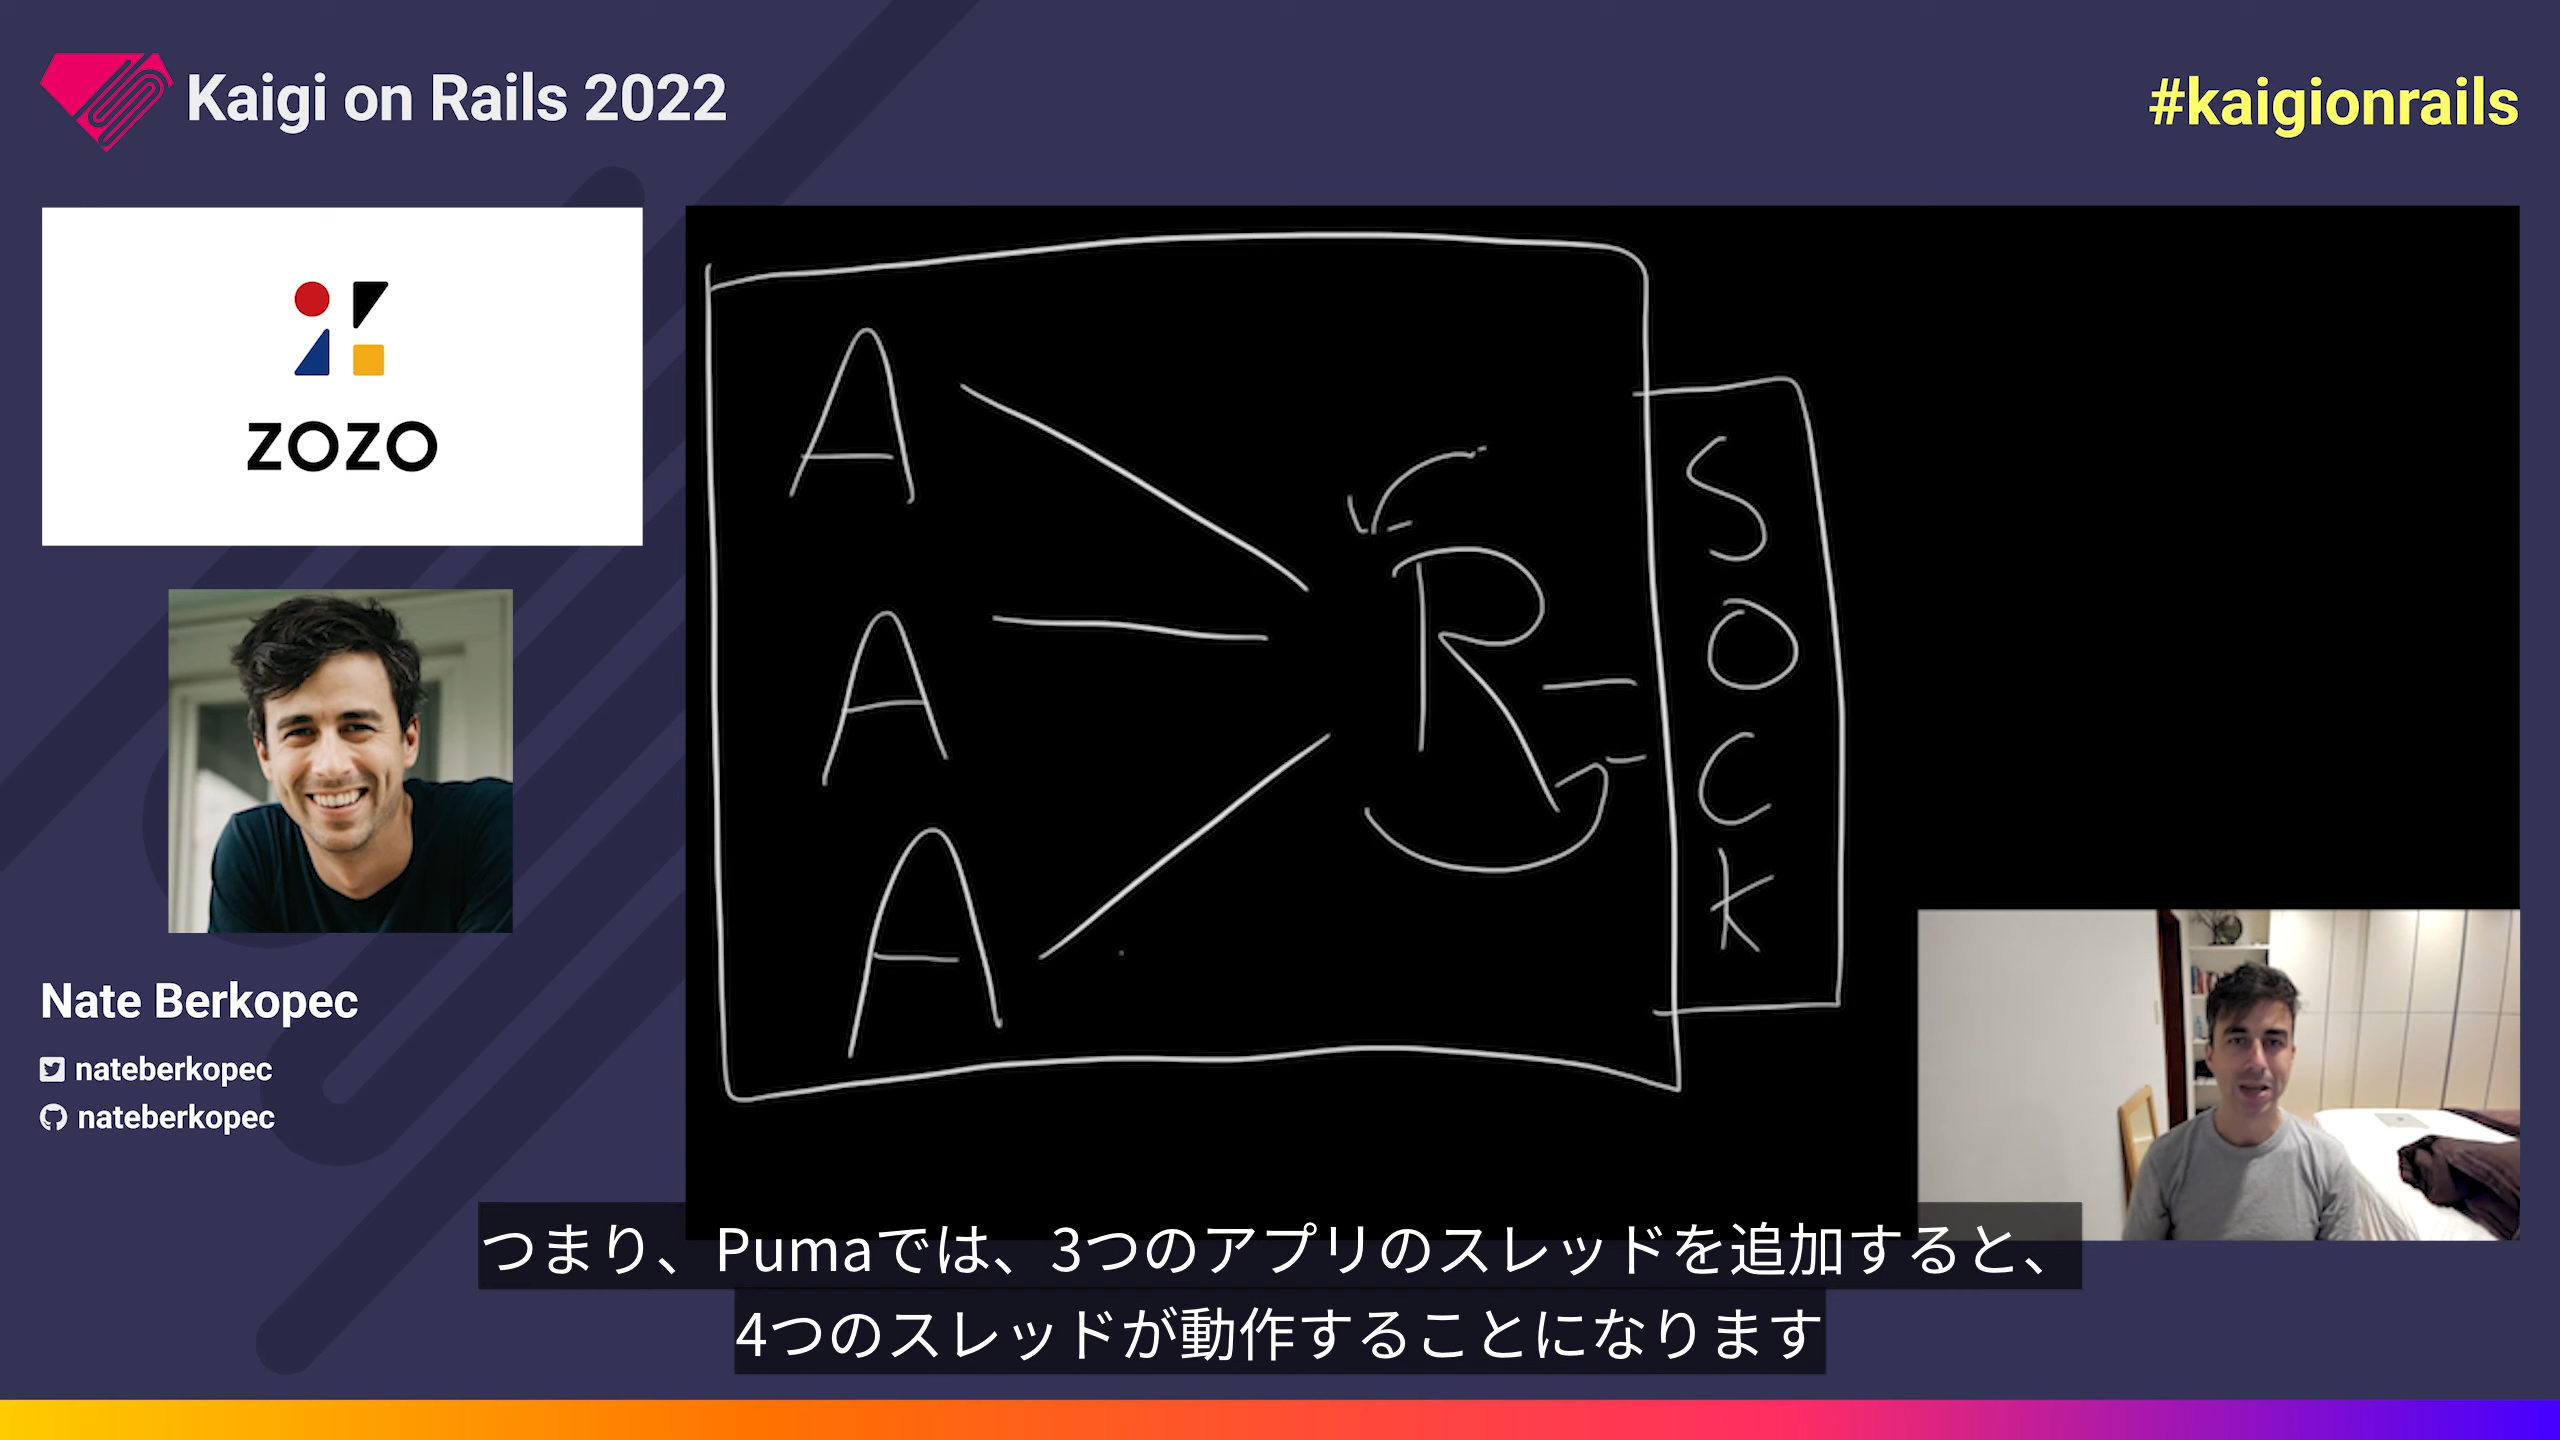 Kaigi on Rails 2022
#kaigionrails
ZOZO
Nate Berkopec
nateberkopec
nateberkopec
A
A
A
R
SOCK
つまり、Pumaでは、3つのアプリのスレッドを追加すると、
4つのスレッドが動作することになります